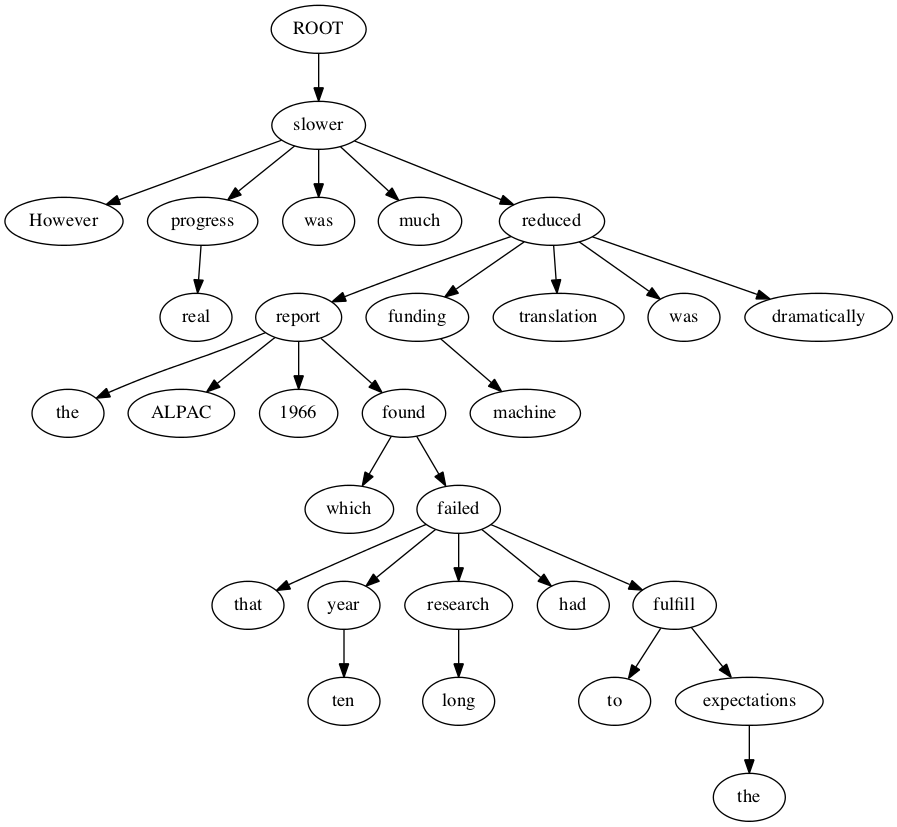 ROOT
slower
However progress was much reduced
real report funding translation was dramatically
the ALPAC 1966 found machine
which failed
that year research had fulfill
ten long to expectations
the